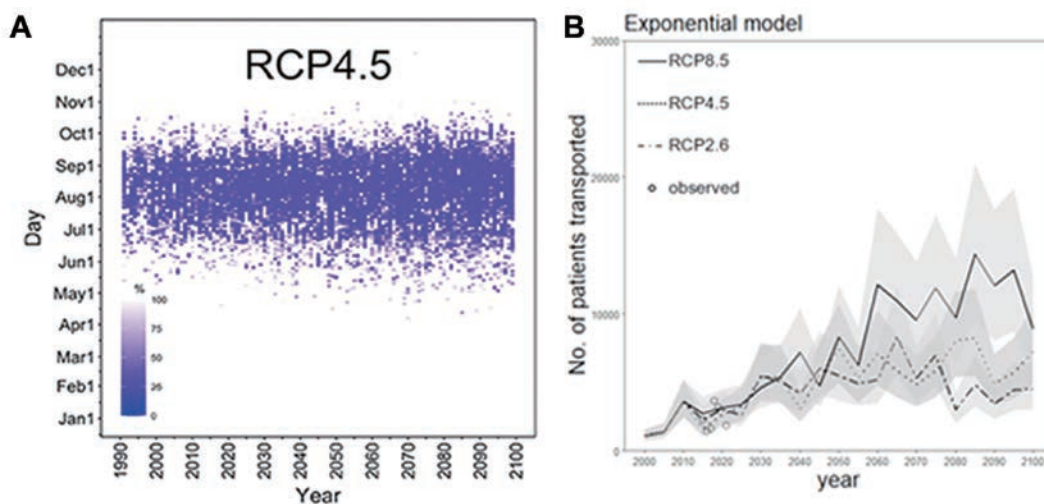 A
RCP4.5
Day
Dec1
Nov1
Oct1
Sep1
Aug1
Jul1
Jun1
May1
Apr1
Mar1
Feb1
Jan1
%
100
75
50
25
0
1990 2000 2010 2020 2030 2040 2050 2060 2070 2080 2090 2100
Year
B
Exponential model
No. of patients transported
30000
20000
10000
0
RCP8.5
RCP4.5
RCP2.6
observed
2000 2010 2020 2030 2040 2050 2060 2070 2080 2090 2100
year